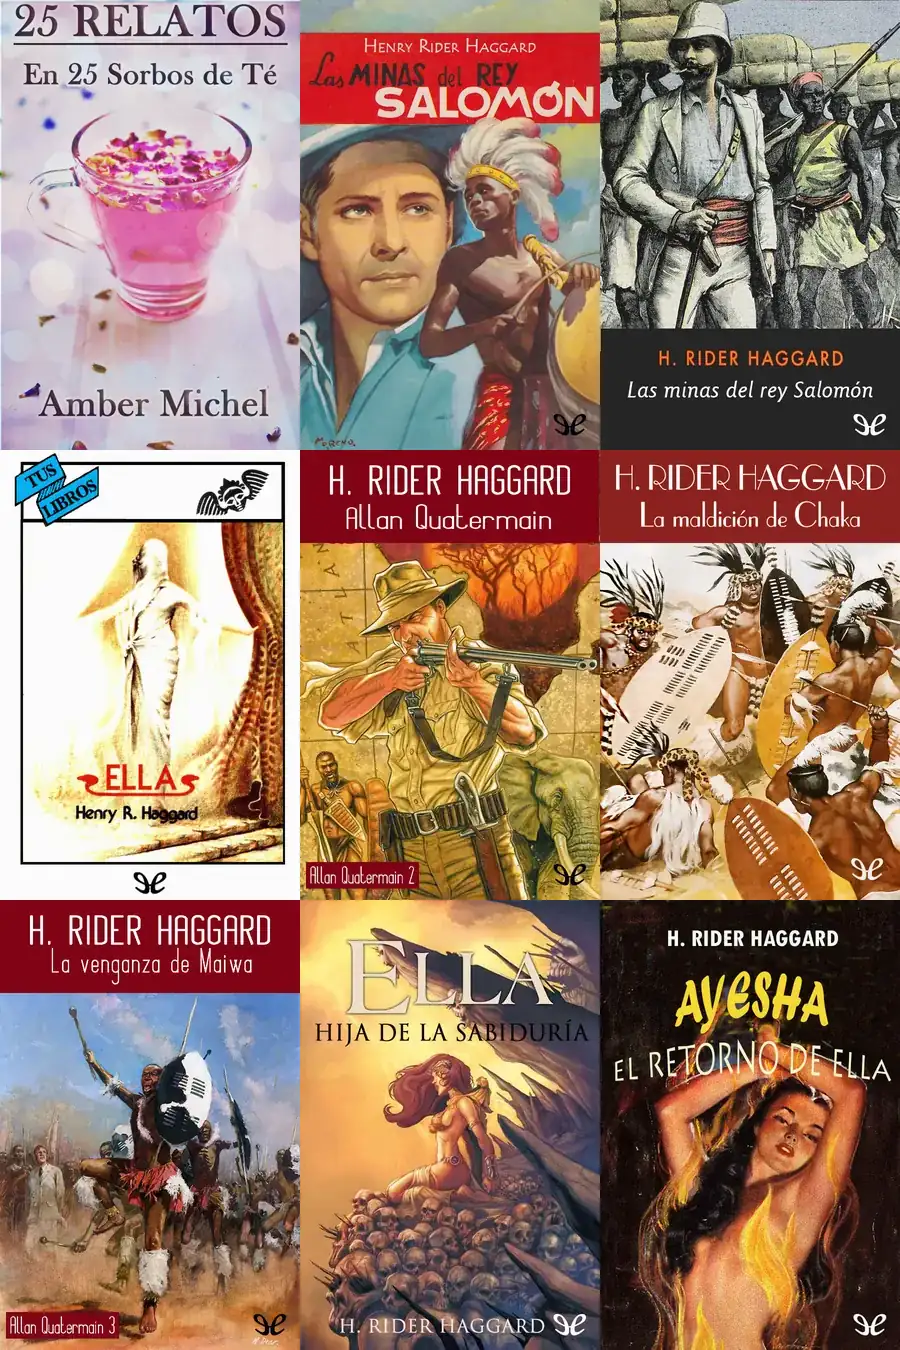 25 RELATOS
En 25 Sorbos de Té
Amber Michel
HENRY RIDER HAGGARD
Las MINAS del REY
SALOMÓN
MORENO.
H. RIDER HAGGARD
Las minas del rey Salomón
TUS
LIBROS
ELLA
Henry R. Haggard
H. RIDER HAGGARD
Allan Quatermain
Allan Quatermain 2
H. RIDER HAGGARD
La maldición de Chaka
H. RIDER HAGGARD
La venganza de Maiwa
Allan Quatermain 3
ELLA
HIJA DE LA SABIDURÍA
H. RIDER HAGGARD
H. RIDER HAGGARD
AYESHA
EL RETORNO DE ELLA